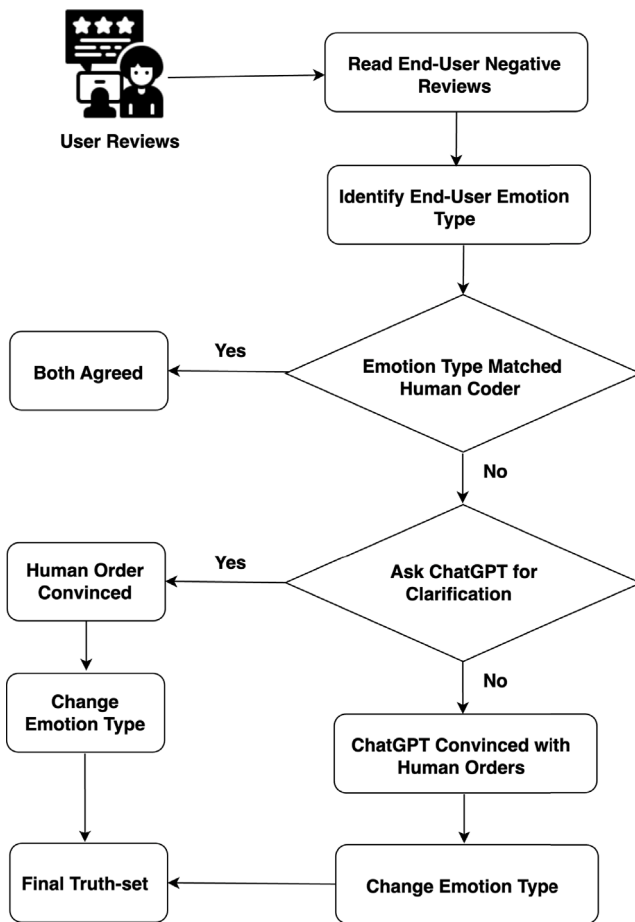 Read End-User Negative
Reviews
User Reviews
Identify End-User Emotion
Type
Yes
Both Agreed
Emotion Type Matched
Human Coder
No
Human Order
Convinced
Yes
Ask ChatGPT for
Clarification
No
Change
Emotion Type
ChatGPT Convinced with
Human Orders
Final Truth-set
Change Emotion Type